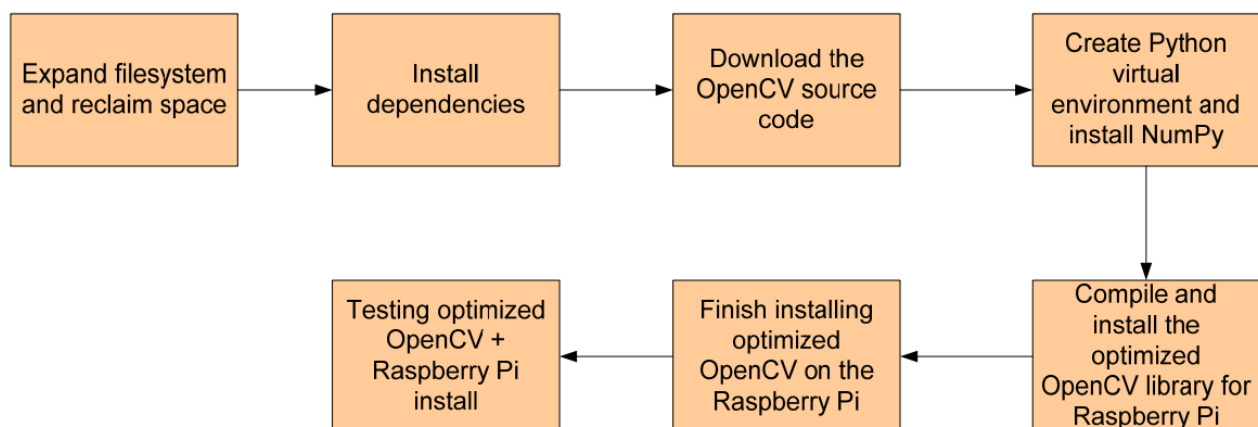 Expand filesystem
and reclaim space
Install
dependencies
Download the
OpenCV source
code
Create Python
virtual
environment and
install NumPy
Compile and
install the
optimized
OpenCV library for
Raspberry Pi
Finish installing
optimized
OpenCV on the
Raspberry Pi
Testing optimized
OpenCV +
Raspberry Pi
install